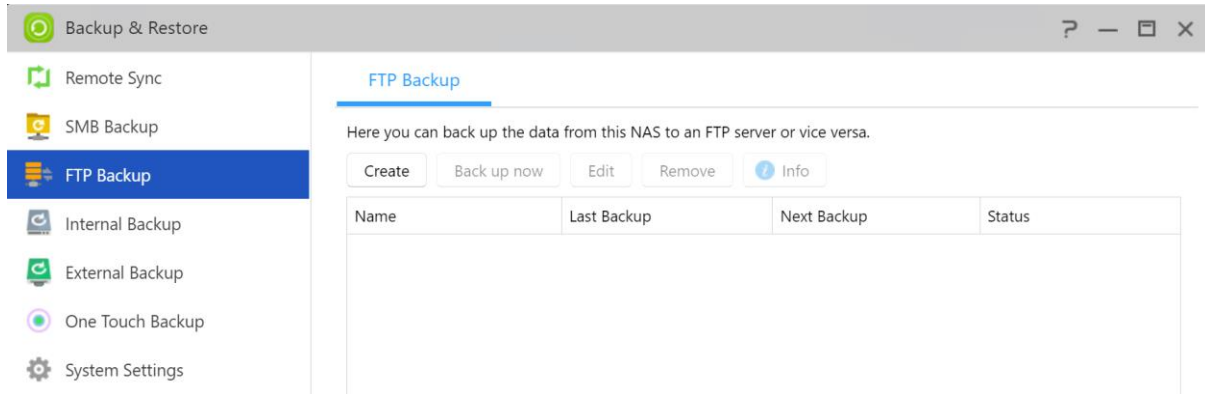 Backup & Restore
Remote Sync
SMB Backup
FTP Backup
Internal Backup
External Backup
One Touch Backup
System Settings
FTP Backup
Here you can back up the data from this NAS to an FTP server or vice versa.
Create Back up now Edit Remove Info
Name Last Backup Next Backup Status